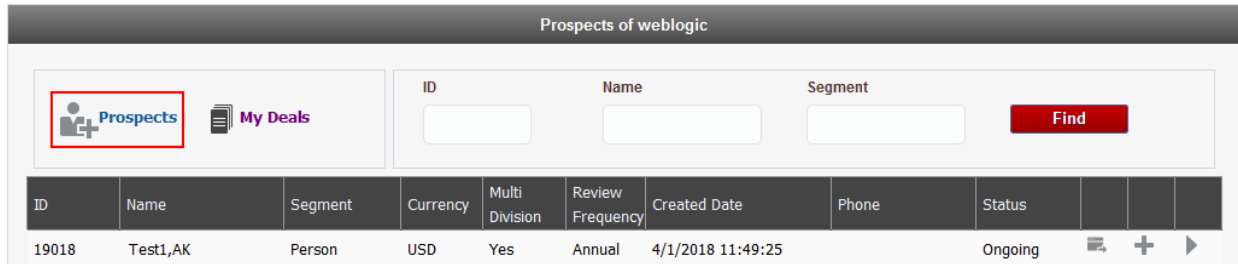 Prospects of weblogic
Prospects My Deals
ID Name Segment
Find
ID Name Segment Currency Multi Division Review Frequency Created Date Phone Status
19018 Test1,AK Person USD Yes Annual 4/1/2018 11:49:25 Ongoing